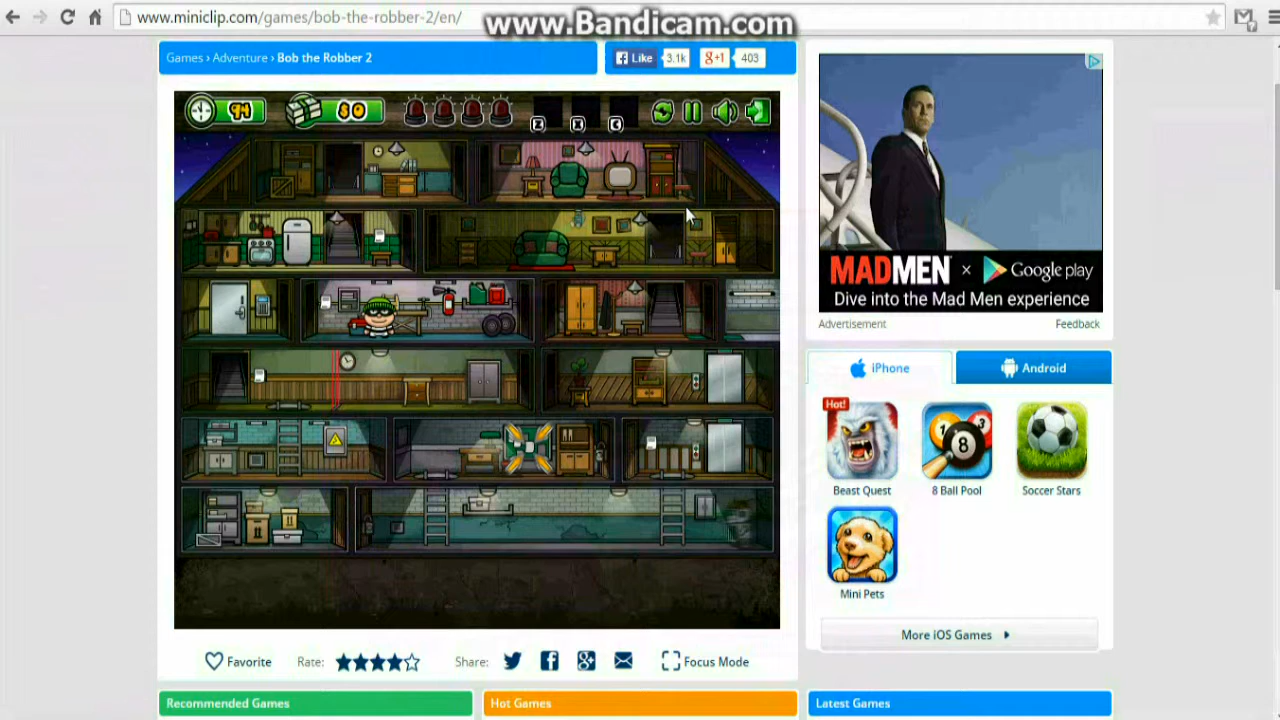 www.miniclip.com/games/bob-the-robber-2/en/
www.Bandicam.com
Games › Adventure › Bob the Robber 2
Like 3.1k
g+1 403
94
$0
Z X C
MADMEN × Google play
Dive into the Mad Men experience
Advertisement
Feedback
iPhone
Android
Hot!
Beast Quest
8 Ball Pool
Soccer Stars
Mini Pets
More iOS Games
Favorite
Rate:
Share:
Focus Mode
Recommended Games
Hot Games
Latest Games